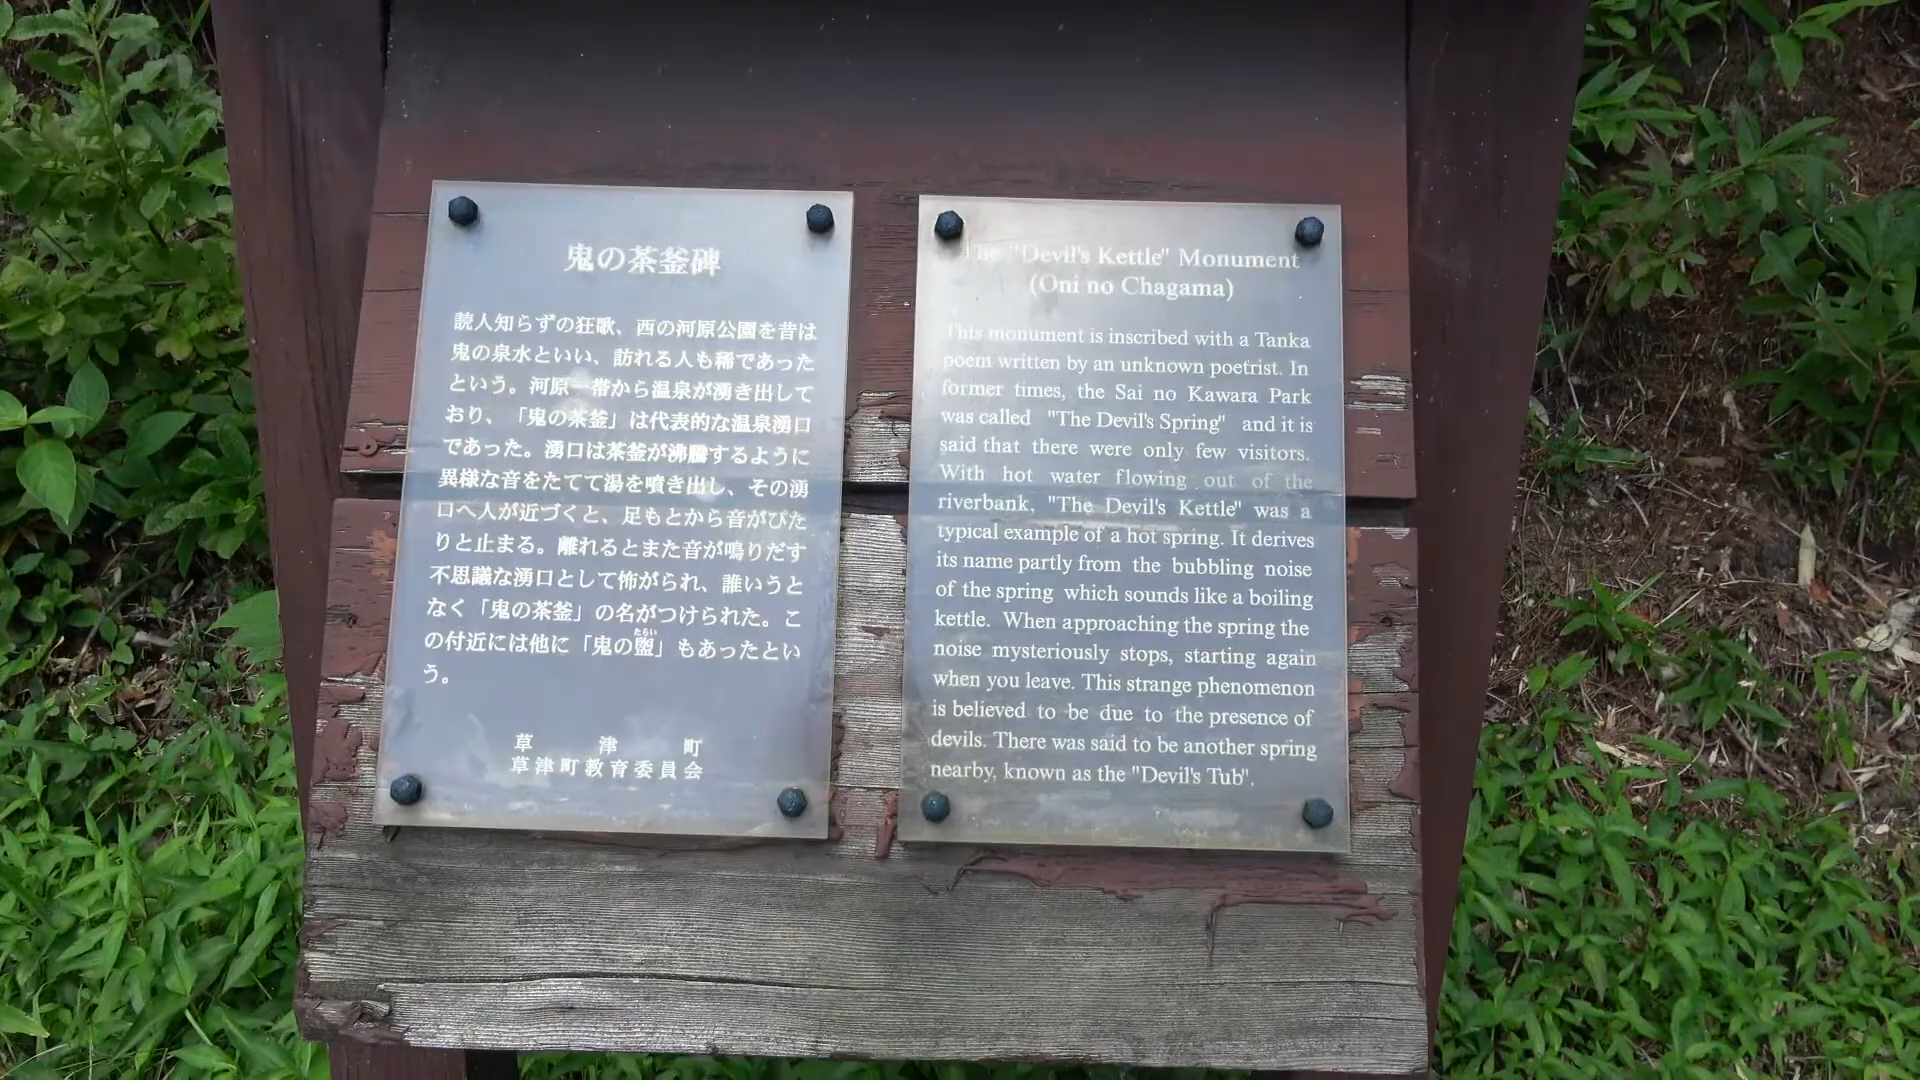 鬼の茶釜碑
読人知らずの狂歌、西の河原公園を昔は
鬼の泉水といい、訪れる人も稀であった
という。河原一帯から温泉が湧き出して
おり、「鬼の茶釜」は代表的な温泉湧口
であった。湧口は茶釜が沸騰するように
異様な音をたてて湯を噴き出し、その湧
口へ人が近づくと、足もとから音がぴた
りと止まる。離れるとまた音が鳴りだす
不思議な湧口として怖がられ、誰いうと
なく「鬼の茶釜」の名がつけられた。こ
の付近には他に「鬼の盥」もあったとい
う。
草津町
草津町教育委員会
The "Devil's Kettle" Monument
(Oni no Chagama)
This monument is inscribed with a Tanka
poem written by an unknown poetrist. In
former times, the Sai no Kawara Park
was called "The Devil's Spring" and it is
said that there were only few visitors.
With hot water flowing out of the
riverbank, "The Devil's Kettle" was a
typical example of a hot spring. It derives
its name partly from the bubbling noise
of the spring which sounds like a boiling
kettle. When approaching the spring the
noise mysteriously stops, starting again
when you leave. This strange phenomenon
is believed to be due to the presence of
devils. There was said to be another spring
nearby, known as the "Devil's Tub".